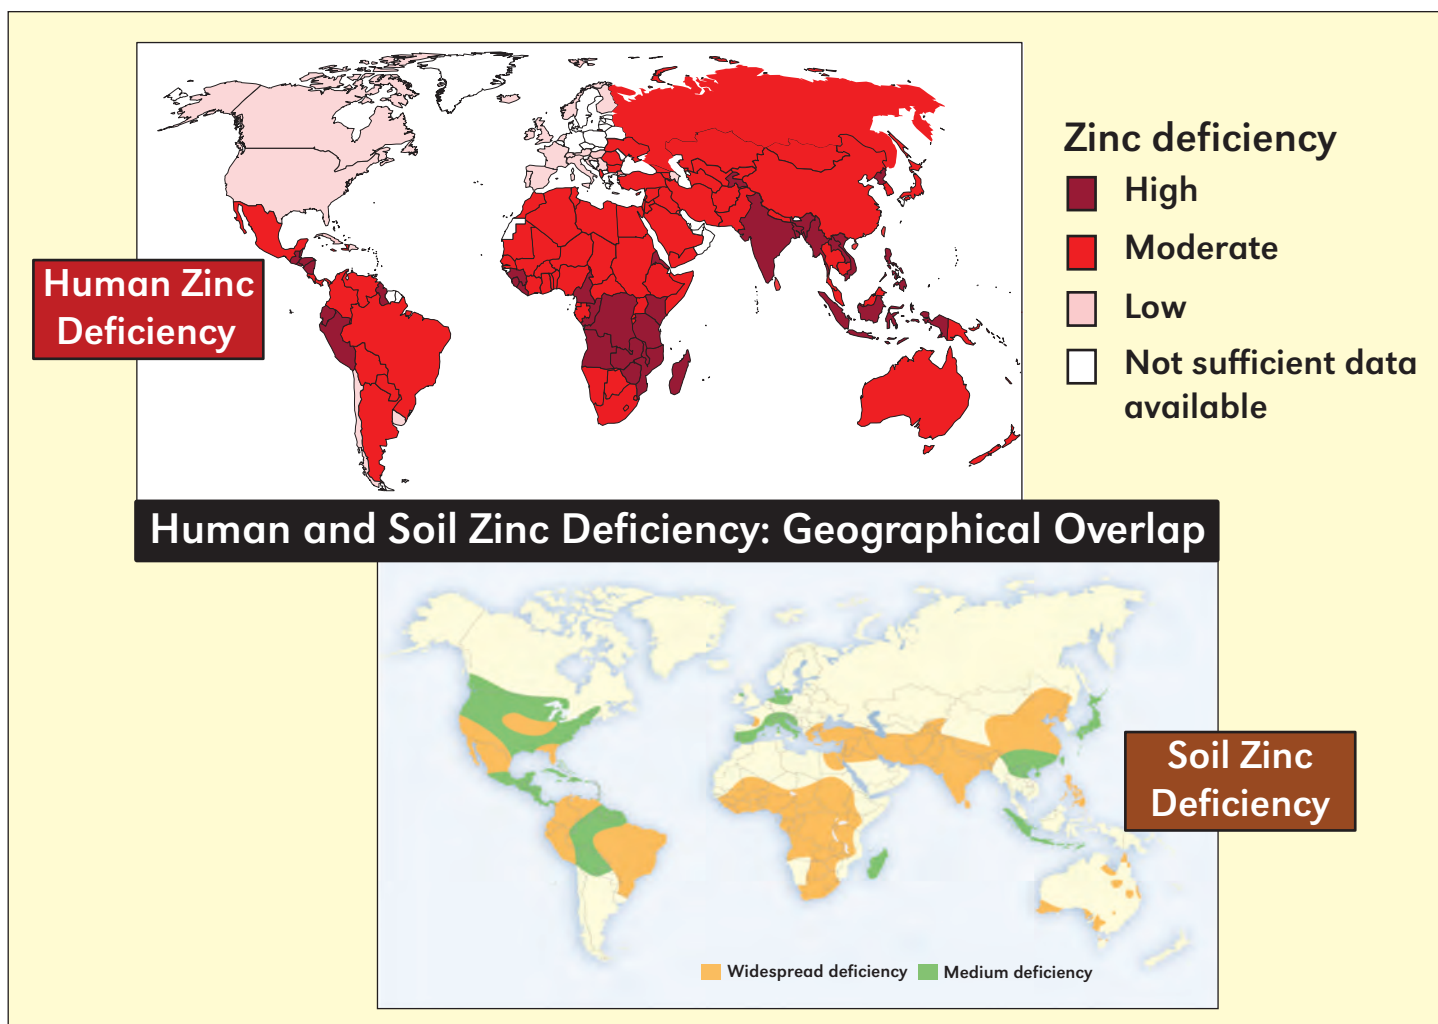 Zinc deficiency
High
Moderate
Low
Not sufficient data
available
Human Zinc
Deficiency
Human and Soil Zinc Deficiency: Geographical Overlap
Soil Zinc
Deficiency
Widespread deficiency
Medium deficiency